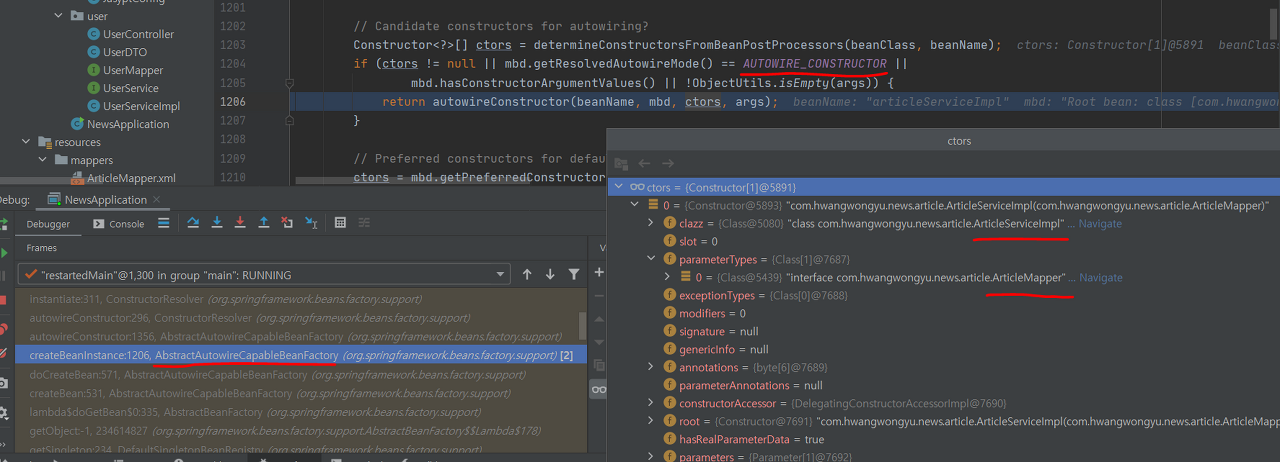 JasyptConfig
user
UserController
UserDTO
UserMapper
UserService
UserServiceImpl
NewsApplication
resources
mappers
ArticleMapper.xml
1201
1202 // Candidate constructors for autowiring?
1203 Constructor<?>[] ctors = determineConstructorsFromBeanPostProcessors(beanClass, beanName); ctors: Constructor[1]@5891 beanClas
1204 if (ctors != null || mbd.getResolvedAutowireMode() == AUTOWIRE_CONSTRUCTOR ||
1205 mbd.hasConstructorArgumentValues() || !ObjectUtils.isEmpty(args)) {
1206 return autowireConstructor(beanName, mbd, ctors, args); beanName: "articleServiceImpl" mbd: "Root bean: class [com.hwangwon
1207 }
1208
1209 // Preferred constructors for defau
1210 ctors = mbd.getPreferredConstructor
ebug: NewsApplication ×
Debugger Console
Frames
"restartedMain"@1,300 in group "main": RUNNING
instantiate:311, ConstructorResolver (org.springframework.beans.factory.support)
autowireConstructor:296, ConstructorResolver (org.springframework.beans.factory.support)
autowireConstructor:1356, AbstractAutowireCapableBeanFactory (org.springframework.beans.factory.support)
createBeanInstance:1206, AbstractAutowireCapableBeanFactory (org.springframework.beans.factory.support) [2]
doCreateBean:571, AbstractAutowireCapableBeanFactory (org.springframework.beans.factory.support)
createBean:531, AbstractAutowireCapableBeanFactory (org.springframework.beans.factory.support)
lambda$doGetBean$0:335, AbstractBeanFactory (org.springframework.beans.factory.support)
getObject:-1, 234614827 (org.springframework.beans.factory.support.AbstractBeanFactory$$Lambda$178)
getSingleton:234, DefaultSingletonBeanRegistry (org.springframework.beans.factory.support)
V
ctors
ctors = {Constructor[1]@5891}
0 = {Constructor@5893} "com.hwangwongyu.news.article.ArticleServiceImpl(com.hwangwongyu.news.article.ArticleMapper)"
clazz = {Class@5080} "class com.hwangwongyu.news.article.ArticleServiceImpl" ... Navigate
slot = 0
parameterTypes = {Class[1]@7687}
0 = {Class@5439} "interface com.hwangwongyu.news.article.ArticleMapper" ... Navigate
exceptionTypes = {Class[0]@7688}
modifiers = 0
signature = null
genericInfo = null
annotations = {byte[6]@7689}
parameterAnnotations = null
constructorAccessor = {DelegatingConstructorAccessorImpl@7690}
root = {Constructor@7691} "com.hwangwongyu.news.article.ArticleServiceImpl(com.hwangwongyu.news.article.ArticleMa
hasRealParameterData = true
parameters = {Parameter[1]@7692}